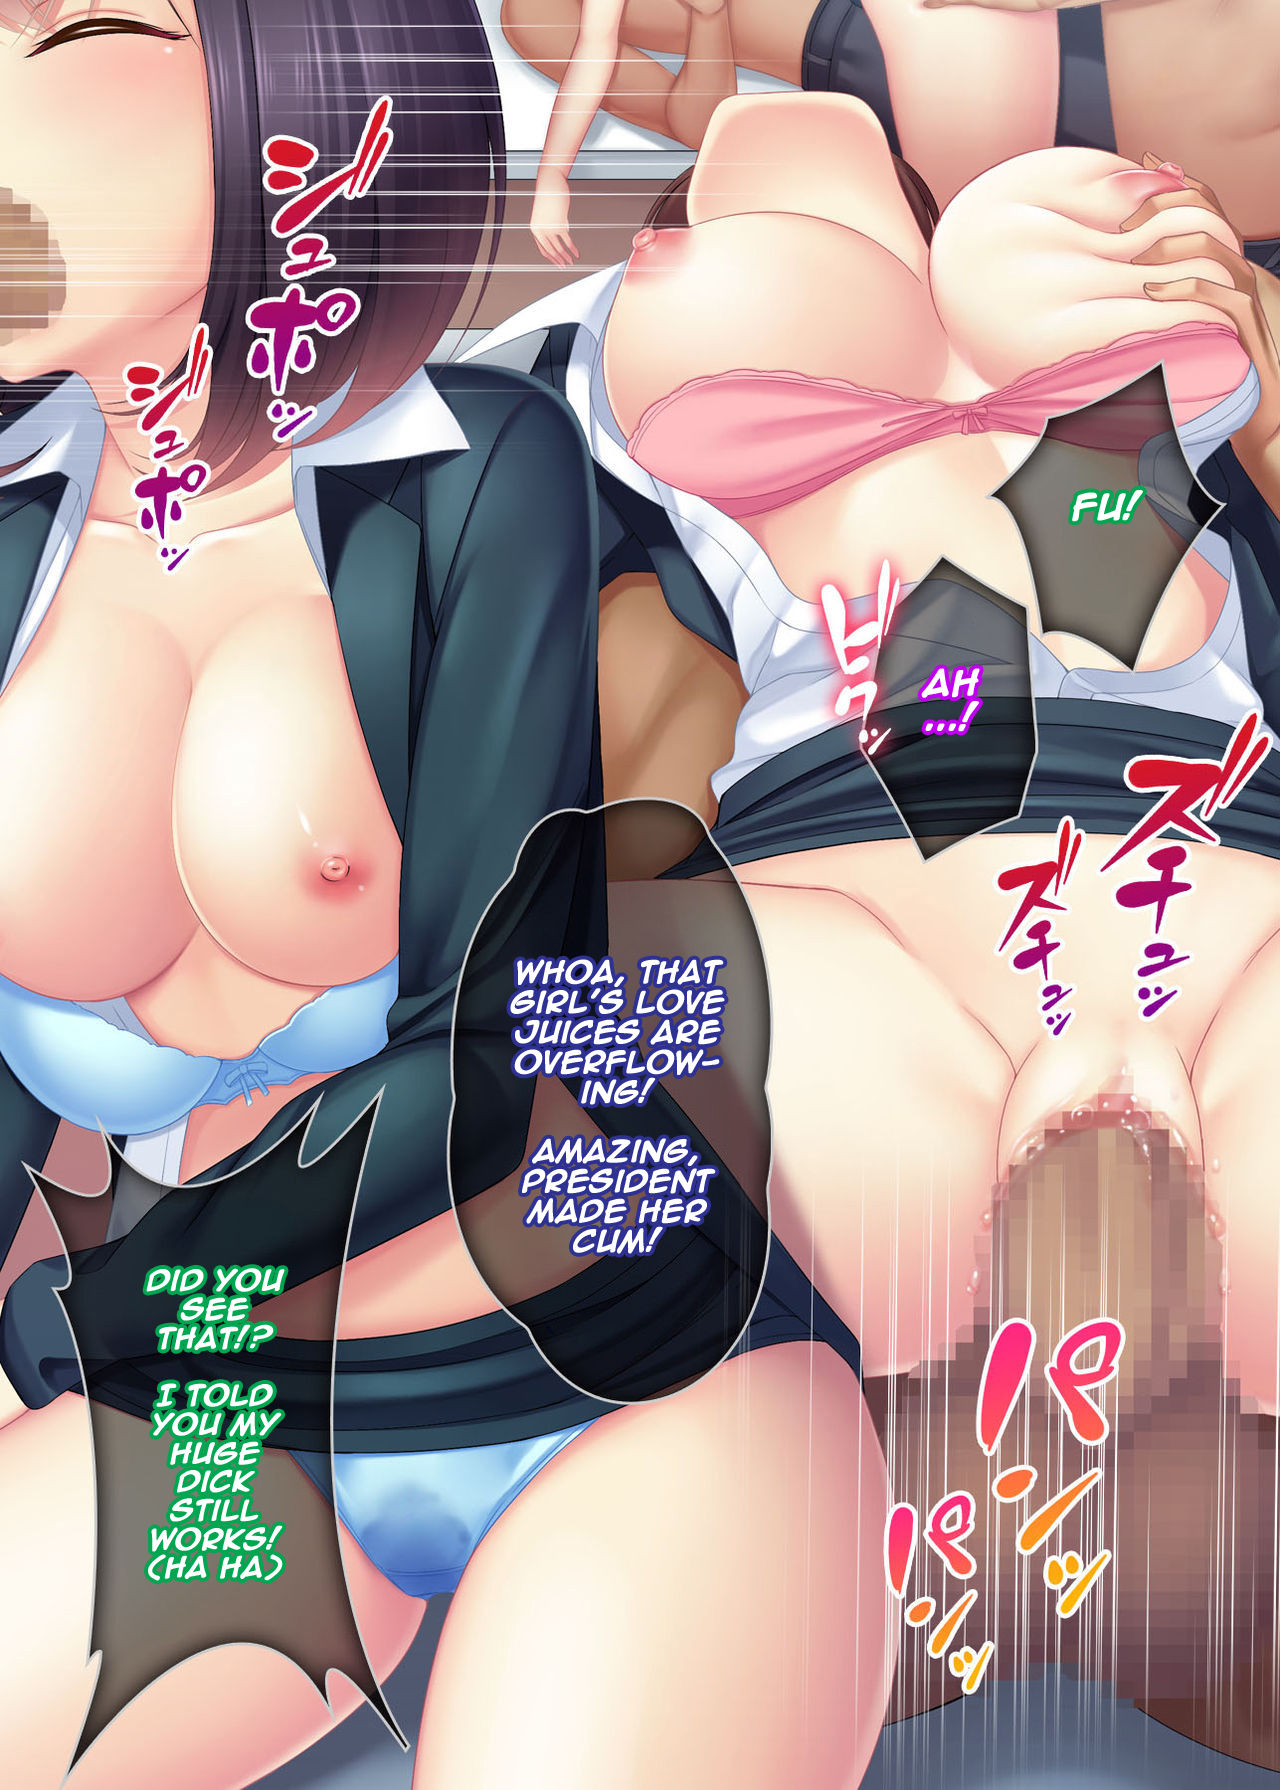 ジュポッ
ジュポッ
FU!
AH
...!
ビクッ
ズチュッ
ズチュッ
WHOA, THAT
GIRL'S LOVE
JUICES ARE
OVERFLOW-
ING!
AMAZING,
PRESIDENT
MADE HER
CUM!
DID YOU
SEE
THAT!?
I TOLD
YOU MY
HUGE
DICK
STILL
WORKS!
(HA HA)
パンッ
パンッ